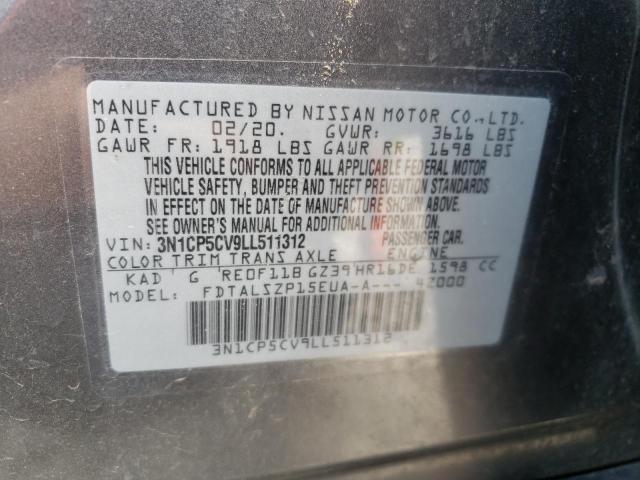 MANUFACTURED BY NISSAN MOTOR CO., LTD.
DATE: 02/20. GVWR: 3616 LBS
GAWR FR: 1918 LBS GAWR RR: 1698 LBS
THIS VEHICLE CONFORMS TO ALL APPLICABLE FEDERAL MOTOR
VEHICLE SAFETY, BUMPER AND THEFT PREVENTION STANDARDS
IN EFFECT ON THE DATE OF MANUFACTURE SHOWN ABOVE.
SEE OWNER'S MANUAL FOR ADDITIONAL INFORMATION.
VIN: 3N1CP5CV9LL511312 PASSENGER CAR.
COLOR TRIM TRANS AXLE ENGINE
KAD G RE0F11B GZ39 HR16DE 1598 CC
MODEL: FDTALSZP15EUA-A--- 4Z000
3N1CP5CV9LL511312